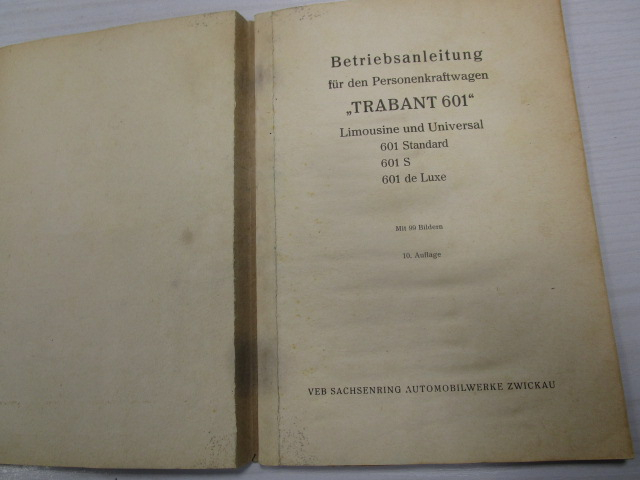 Betriebsanleitung
für den Personenkraftwagen
„TRABANT 601“
Limousine und Universal
601 Standard
601 S
601 de Luxe
Mit 99 Bildern
10. Auflage
VEB SACHSENRING AUTOMOBILWERKE ZWICKAU